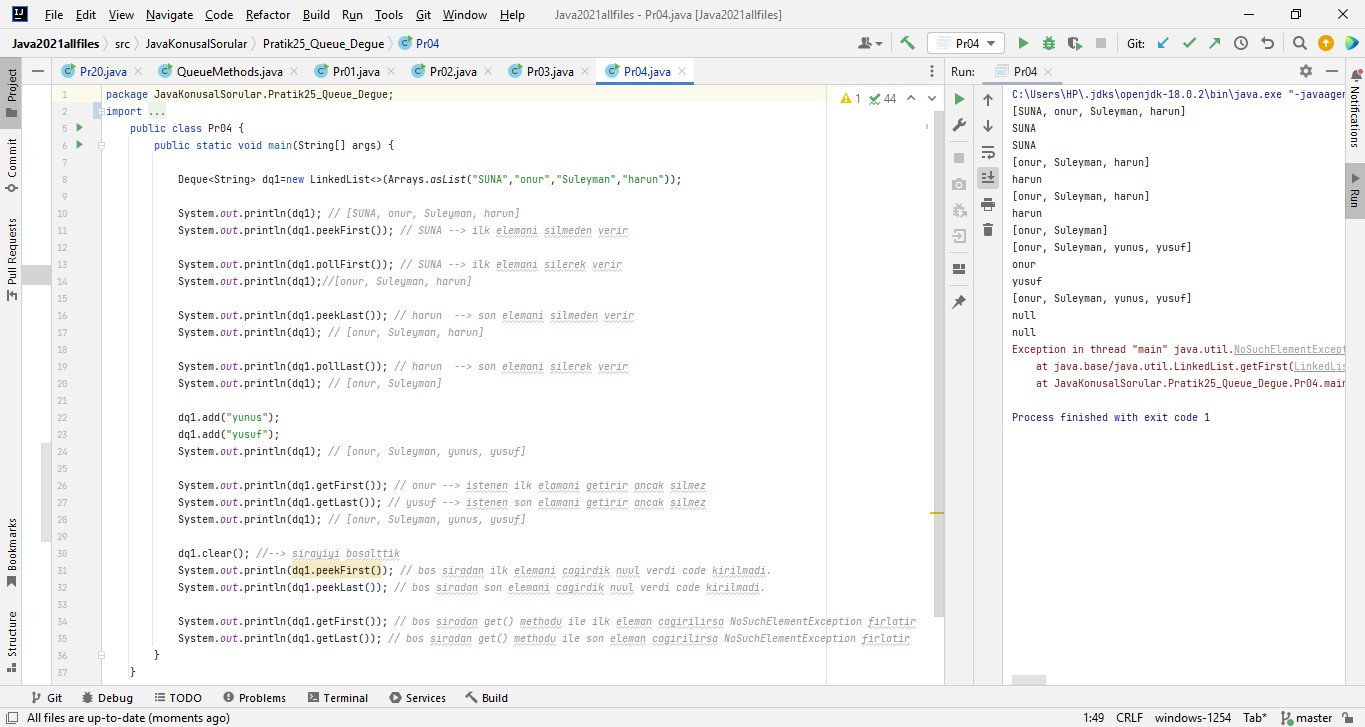 File Edit View Navigate Code Refactor Build Run Tools Git Window Help Java2021allfiles - Pr04.java [Java2021allfiles]
Java2021allfiles src JavaKonusalSorular Pratik25_Queue_Degue Pr04 Pr04 Git:
Pr20.java QueueMethods.java Pr01.java Pr02.java Pr03.java Pr04.java
Project
Commit
Pull Requests
Bookmarks
Structure
1 44
1 package JavaKonusalSorular.Pratik25_Queue_Degue;
2 import ...
5 public class Pr04 {
6 public static void main(String[] args) {
7
8 Deque<String> dq1=new LinkedList<>(Arrays.asList("SUNA","onur","Suleyman","harun"));
9
10 System.out.println(dq1); // [SUNA, onur, Suleyman, harun]
11 System.out.println(dq1.peekFirst()); // SUNA --> ilk elemani silmeden verir
12
13 System.out.println(dq1.pollFirst()); // SUNA --> ilk elemani silerek verir
14 System.out.println(dq1);//[onur, Suleyman, harun]
15
16 System.out.println(dq1.peekLast()); // harun --> son elemani silmeden verir
17 System.out.println(dq1); // [onur, Suleyman, harun]
18
19 System.out.println(dq1.pollLast()); // harun --> son elemani silerek verir
20 System.out.println(dq1); // [onur, Suleyman]
21
22 dq1.add("yunus");
23 dq1.add("yusuf");
24 System.out.println(dq1); // [onur, Suleyman, yunus, yusuf]
25
26 System.out.println(dq1.getFirst()); // onur --> istenen ilk elamani getirir ancak silmez
27 System.out.println(dq1.getLast()); // yusuf --> istenen son elamani getirir ancak silmez
28 System.out.println(dq1); // [onur, Suleyman, yunus, yusuf]
29
30 dq1.clear(); //--> sirayiyi bosalttik
31 System.out.println(dq1.peekFirst()); // bos siradan ilk elemani cagirdik nuul verdi code kirilmadi.
32 System.out.println(dq1.peekLast()); // bos siradan son elemani cagirdik nuul verdi code kirilmadi.
33
34 System.out.println(dq1.getFirst()); // bos siradan get() methodu ile ilk eleman cagirilirsa NoSuchElementException firlatir
35 System.out.println(dq1.getLast()); // bos siradan get() methodu ile son eleman cagirilirsa NoSuchElementException firlatir
36 }
37 }
Run: Pr04
C:\Users\HP\.jdks\openjdk-18.0.2\bin\java.exe "-javaagen
[SUNA, onur, Suleyman, harun]
SUNA
SUNA
[onur, Suleyman, harun]
harun
[onur, Suleyman, harun]
harun
[onur, Suleyman]
[onur, Suleyman, yunus, yusuf]
onur
yusuf
[onur, Suleyman, yunus, yusuf]
null
null
Exception in thread "main" java.util.NoSuchElementExcept
at java.base/java.util.LinkedList.getFirst(LinkedLis
at JavaKonusalSorular.Pratik25_Queue_Degue.Pr04.main
Process finished with exit code 1
Notifications
Run
Git Debug TODO Problems Terminal Services Build
All files are up-to-date (moments ago) 1:49 CRLF windows-1254 Tab* master